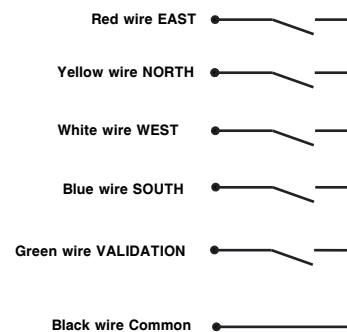 Red wire EAST
Yellow wire NORTH
White wire WEST
Blue wire SOUTH
Green wire VALIDATION
Black wire Common